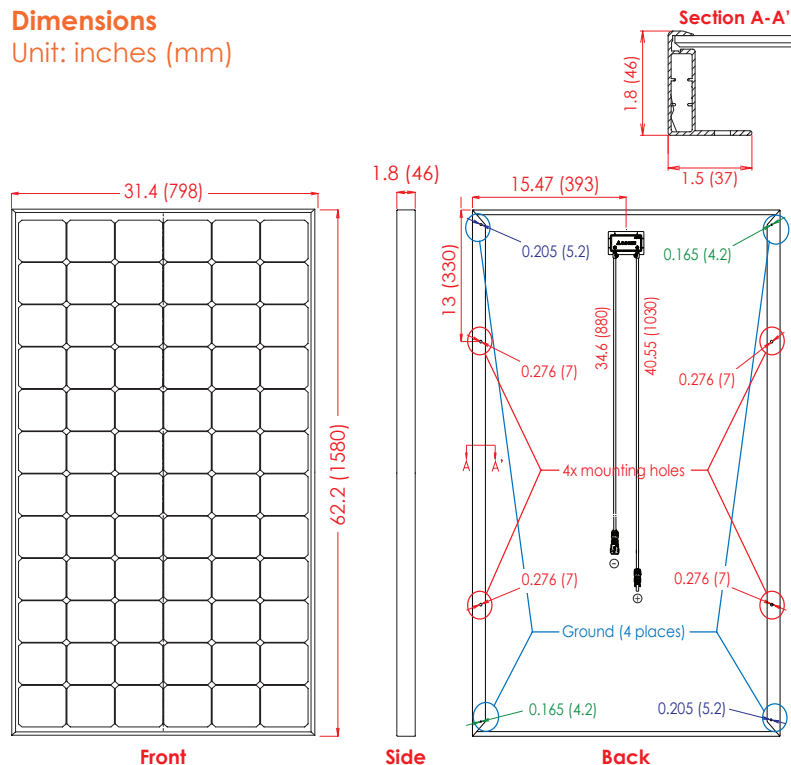 Dimensions
Unit: inches (mm)
Section A-A'
1.8 (46)
1.5 (37)
31.4 (798)
62.2 (1580)
Front
1.8 (46)
Side
15.47 (393)
13 (330)
0.205 (5.2)
0.165 (4.2)
34.6 (880)
40.55 (1030)
0.276 (7)
0.276 (7)
A
A'
4x mounting holes
0.276 (7)
0.276 (7)
−
+
Ground (4 places)
0.165 (4.2)
0.205 (5.2)
Back